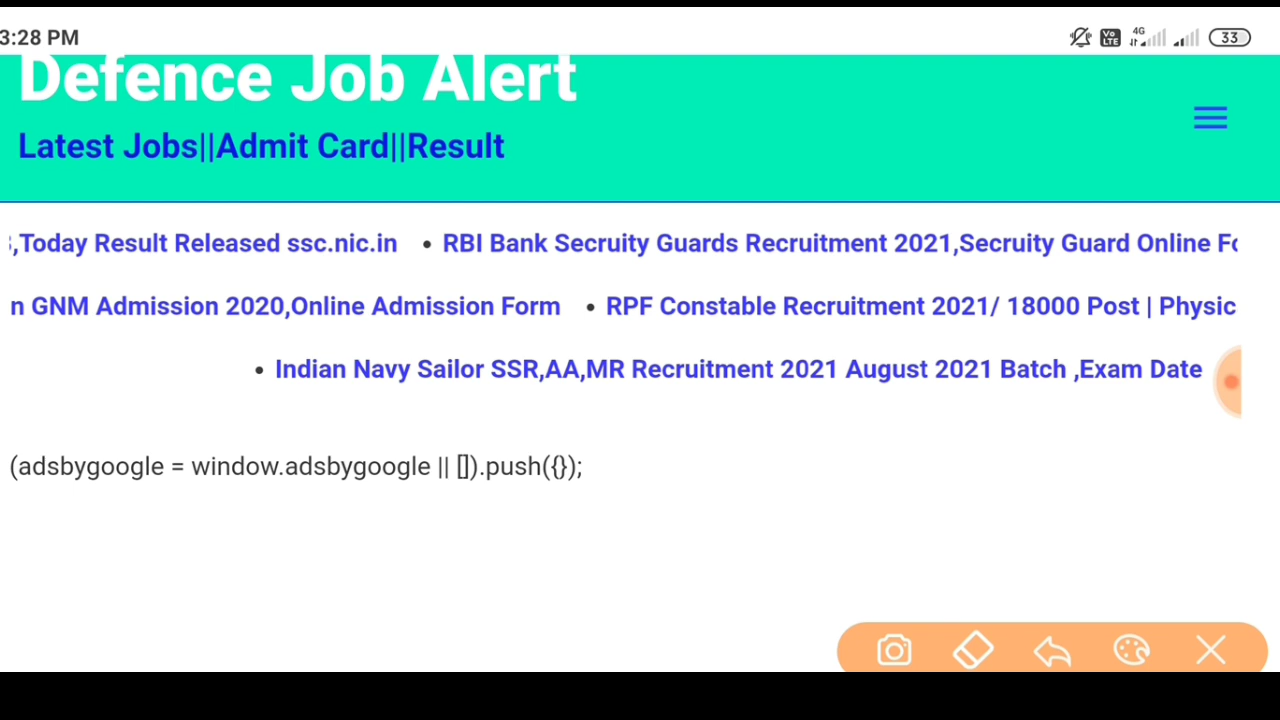 3:28 PM
Vo LTE
4G
33
Defence Job Alert
Latest Jobs||Admit Card||Result
,Today Result Released ssc.nic.in • RBI Bank Secruity Guards Recruitment 2021,Secruity Guard Online
n GNM Admission 2020,Online Admission Form • RPF Constable Recruitment 2021/ 18000 Post | Physic
• Indian Navy Sailor SSR,AA,MR Recruitment 2021 August 2021 Batch ,Exam Date
(adsbygoogle = window.adsbygoogle || []).push({});